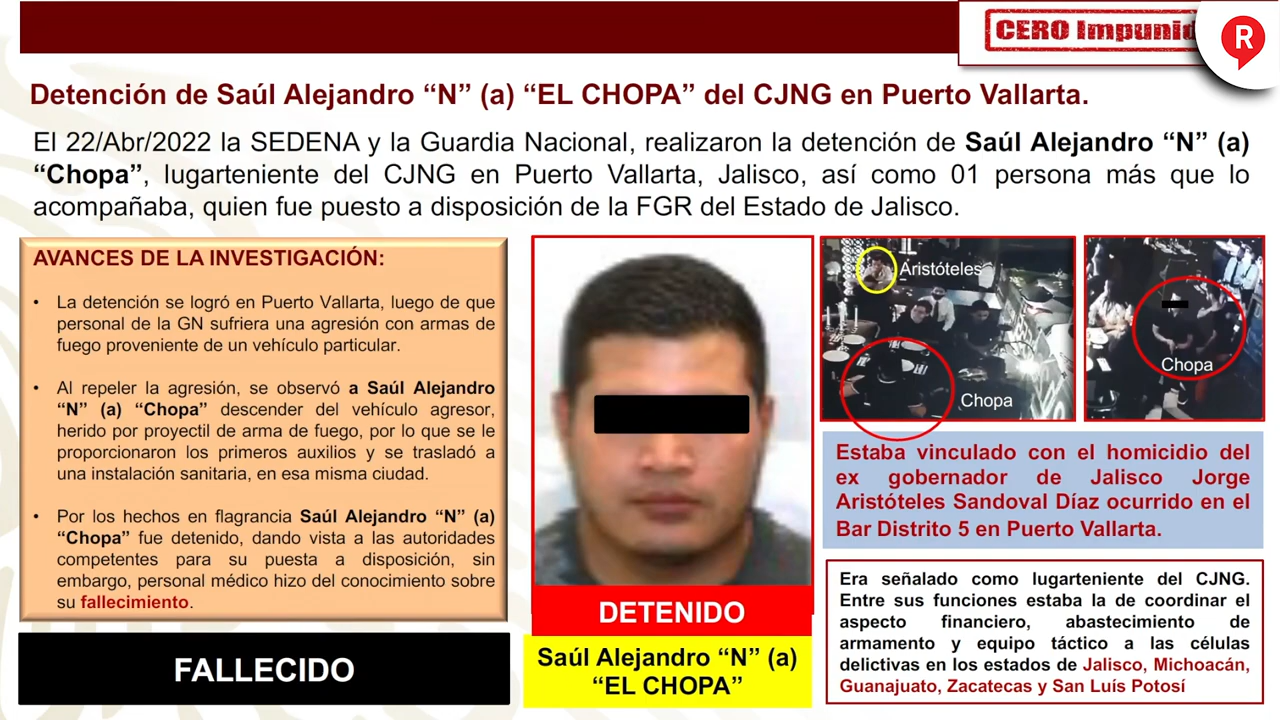 CERO Impunid
R
Detención de Saúl Alejandro “N” (a) “EL CHOPA” del CJNG en Puerto Vallarta.
El 22/Abr/2022 la SEDENA y la Guardia Nacional, realizaron la detención de Saúl Alejandro “N” (a)
“Chopa”, lugarteniente del CJNG en Puerto Vallarta, Jalisco, así como 01 persona más que lo
acompañaba, quien fue puesto a disposición de la FGR del Estado de Jalisco.
AVANCES DE LA INVESTIGACIÓN:
• La detención se logró en Puerto Vallarta, luego de que
personal de la GN sufriera una agresión con armas de
fuego proveniente de un vehículo particular.
• Al repeler la agresión, se observó a Saúl Alejandro
“N” (a) “Chopa” descender del vehículo agresor,
herido por proyectil de arma de fuego, por lo que se le
proporcionaron los primeros auxilios y se trasladó a
una instalación sanitaria, en esa misma ciudad.
• Por los hechos en flagrancia Saúl Alejandro “N” (a)
“Chopa” fue detenido, dando vista a las autoridades
competentes para su puesta a disposición, sin
embargo, personal médico hizo del conocimiento sobre
su fallecimiento.
FALLECIDO
DETENIDO
Saúl Alejandro “N” (a)
“EL CHOPA”
Aristóteles
Chopa
Chopa
Estaba vinculado con el homicidio del
ex gobernador de Jalisco Jorge
Aristóteles Sandoval Díaz ocurrido en el
Bar Distrito 5 en Puerto Vallarta.
Era señalado como lugarteniente del CJNG.
Entre sus funciones estaba la de coordinar el
aspecto financiero, abastecimiento de
armamento y equipo táctico a las células
delictivas en los estados de Jalisco, Michoacán,
Guanajuato, Zacatecas y San Luís Potosí